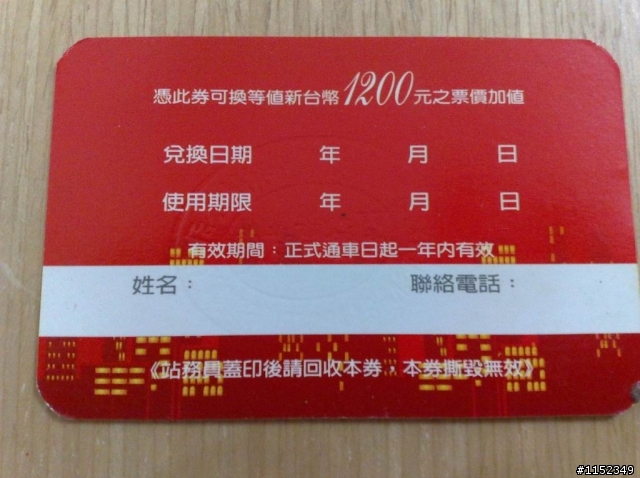 憑此券可換等值新台幣1200元之票價加值
兌換日期 年 月 日
使用期限 年 月 日
有效期間：正式通車日起一年內有效
姓名： 聯絡電話：
《站務員蓋印後請回收本券，本券撕毀無效》
#1152349